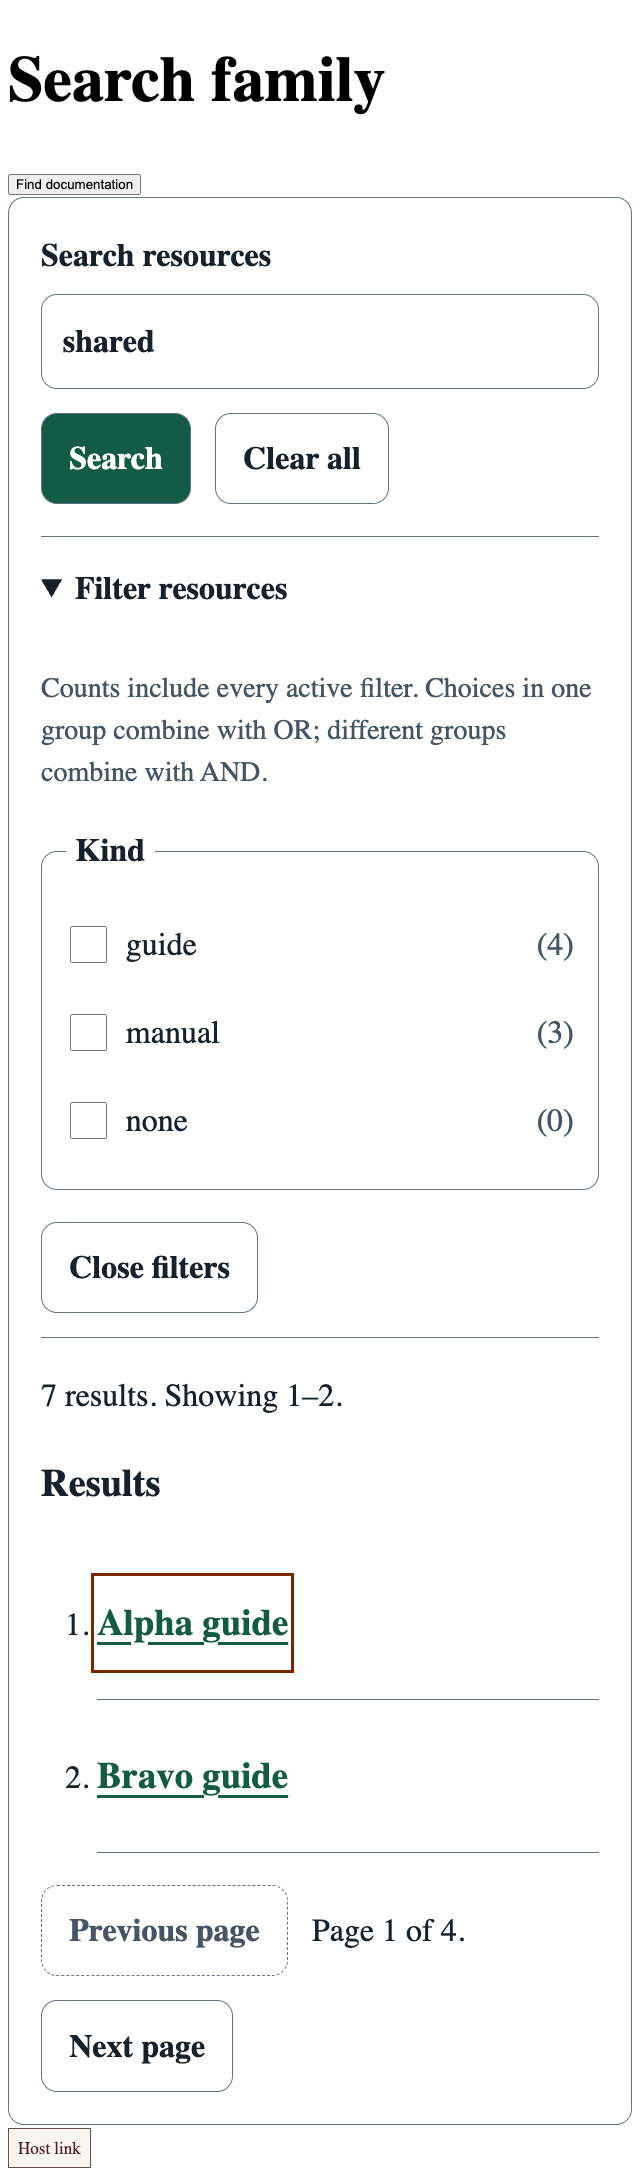 Search family
Find documentation
Search resources
shared
Search
Clear all
Filter resources
Counts include every active filter. Choices in one
group combine with OR; different groups
combine with AND.
Kind
guide (4)
manual (3)
none (0)
Close filters
7 results. Showing 1–2.
Results
1. Alpha guide
2. Bravo guide
Previous page
Page 1 of 4.
Next page
Host link